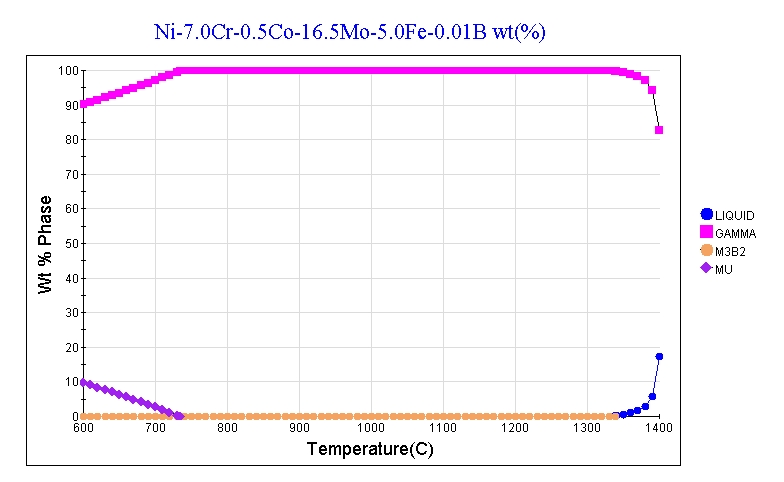 Ni-7.0Cr-0.5Co-16.5Mo-5.0Fe-0.01B wt(%)
100
90
80
70
60
50
40
30
20
10
0
Wt % Phase
600 700 800 900 1000 1100 1200 1300 1400
Temperature(C)
LIQUID
GAMMA
M3B2
MU